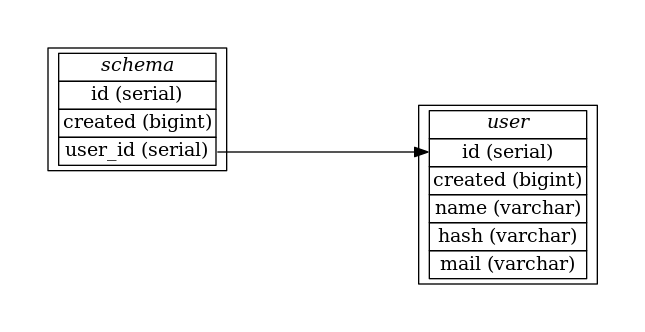 schema
id (serial)
created (bigint)
user_id (serial)
user
id (serial)
created (bigint)
name (varchar)
hash (varchar)
mail (varchar)